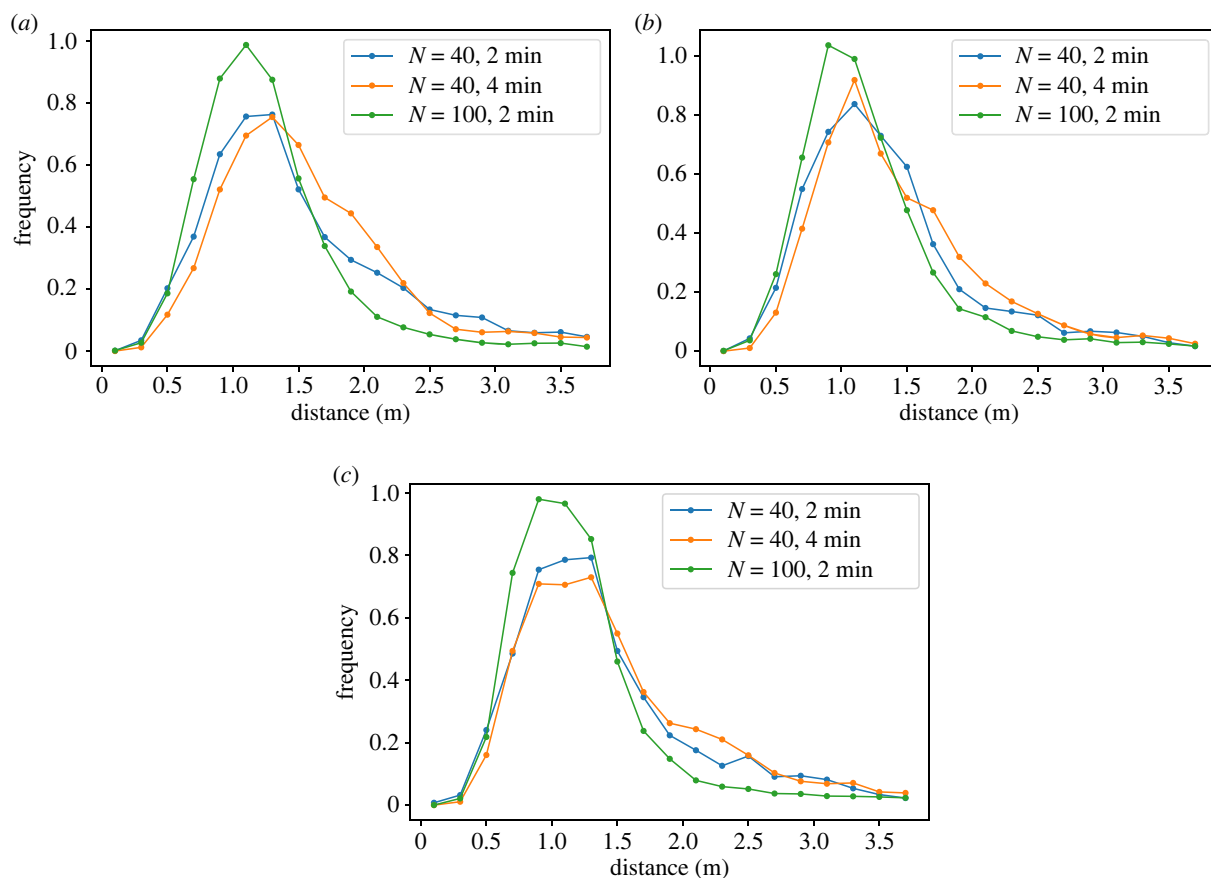 (a)
1.0
0.8
0.6
0.4
0.2
0
frequency
N = 40, 2 min
N = 40, 4 min
N = 100, 2 min
0 0.5 1.0 1.5 2.0 2.5 3.0 3.5
distance (m)
(b)
1.0
0.8
0.6
0.4
0.2
0
N = 40, 2 min
N = 40, 4 min
N = 100, 2 min
0 0.5 1.0 1.5 2.0 2.5 3.0 3.5
distance (m)
(c)
1.0
0.8
0.6
0.4
0.2
0
frequency
N = 40, 2 min
N = 40, 4 min
N = 100, 2 min
0 0.5 1.0 1.5 2.0 2.5 3.0 3.5
distance (m)